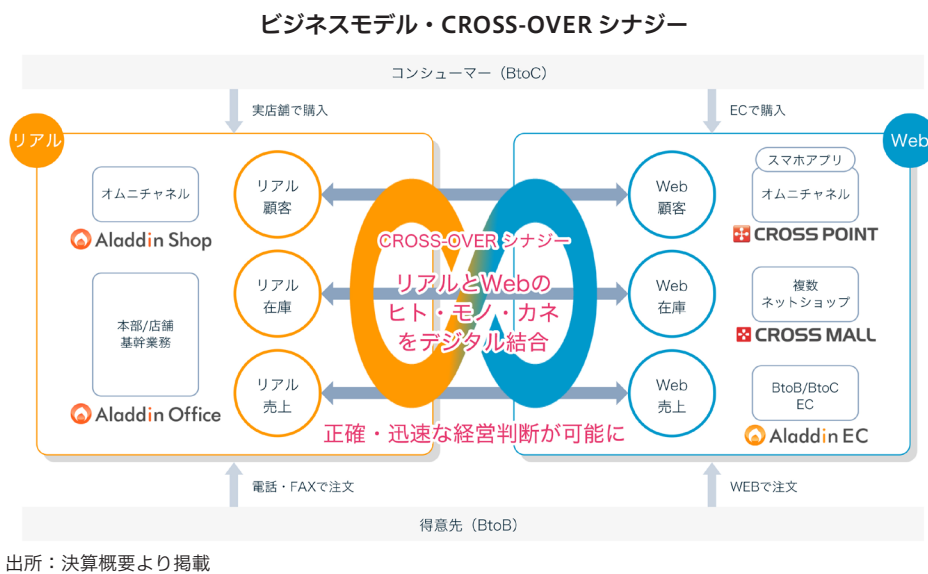 ビジネスモデル・CROSS-OVER シナジー
コンシューマー（BtoC）
実店舗で購入
ECで購入
リアル
Web
オムニチャネル
Aladdin Shop
リアル
顧客
Web
顧客
スマホアプリ
オムニチャネル
CROSS POINT
CROSS-OVER シナジー
リアルとWebの
ヒト・モノ・カネ
をデジタル結合
本部/店舗
基幹業務
Aladdin Office
リアル
在庫
Web
在庫
複数
ネットショップ
CROSS MALL
リアル
売上
Web
売上
BtoB/BtoC
EC
Aladdin EC
正確・迅速な経営判断が可能に
電話・FAXで注文
WEBで注文
得意先（BtoB）
出所：決算概要より掲載